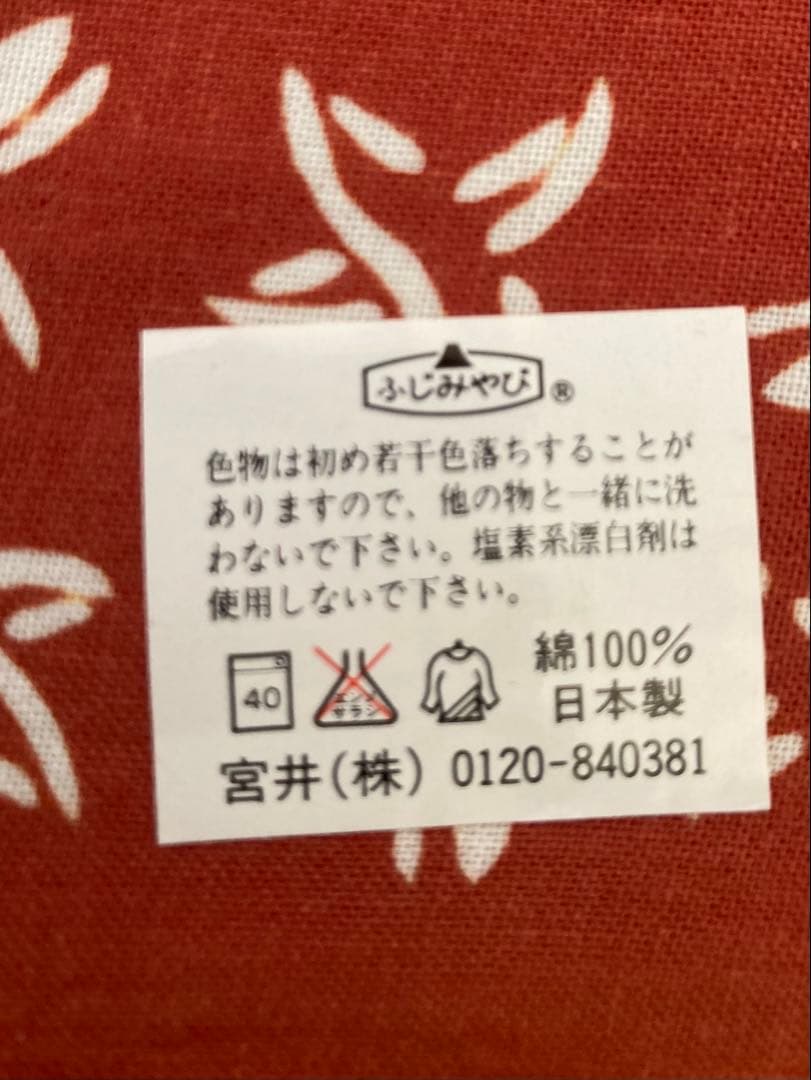 ふじみやび®
色物は初め若干色落ちすることが
ありますので、他の物と一緒に洗
わないで下さい。塩素系漂白剤は
使用しないで下さい。
40
エンソ
サラシ
綿100%
日本製
宮井(株) 0120-840381